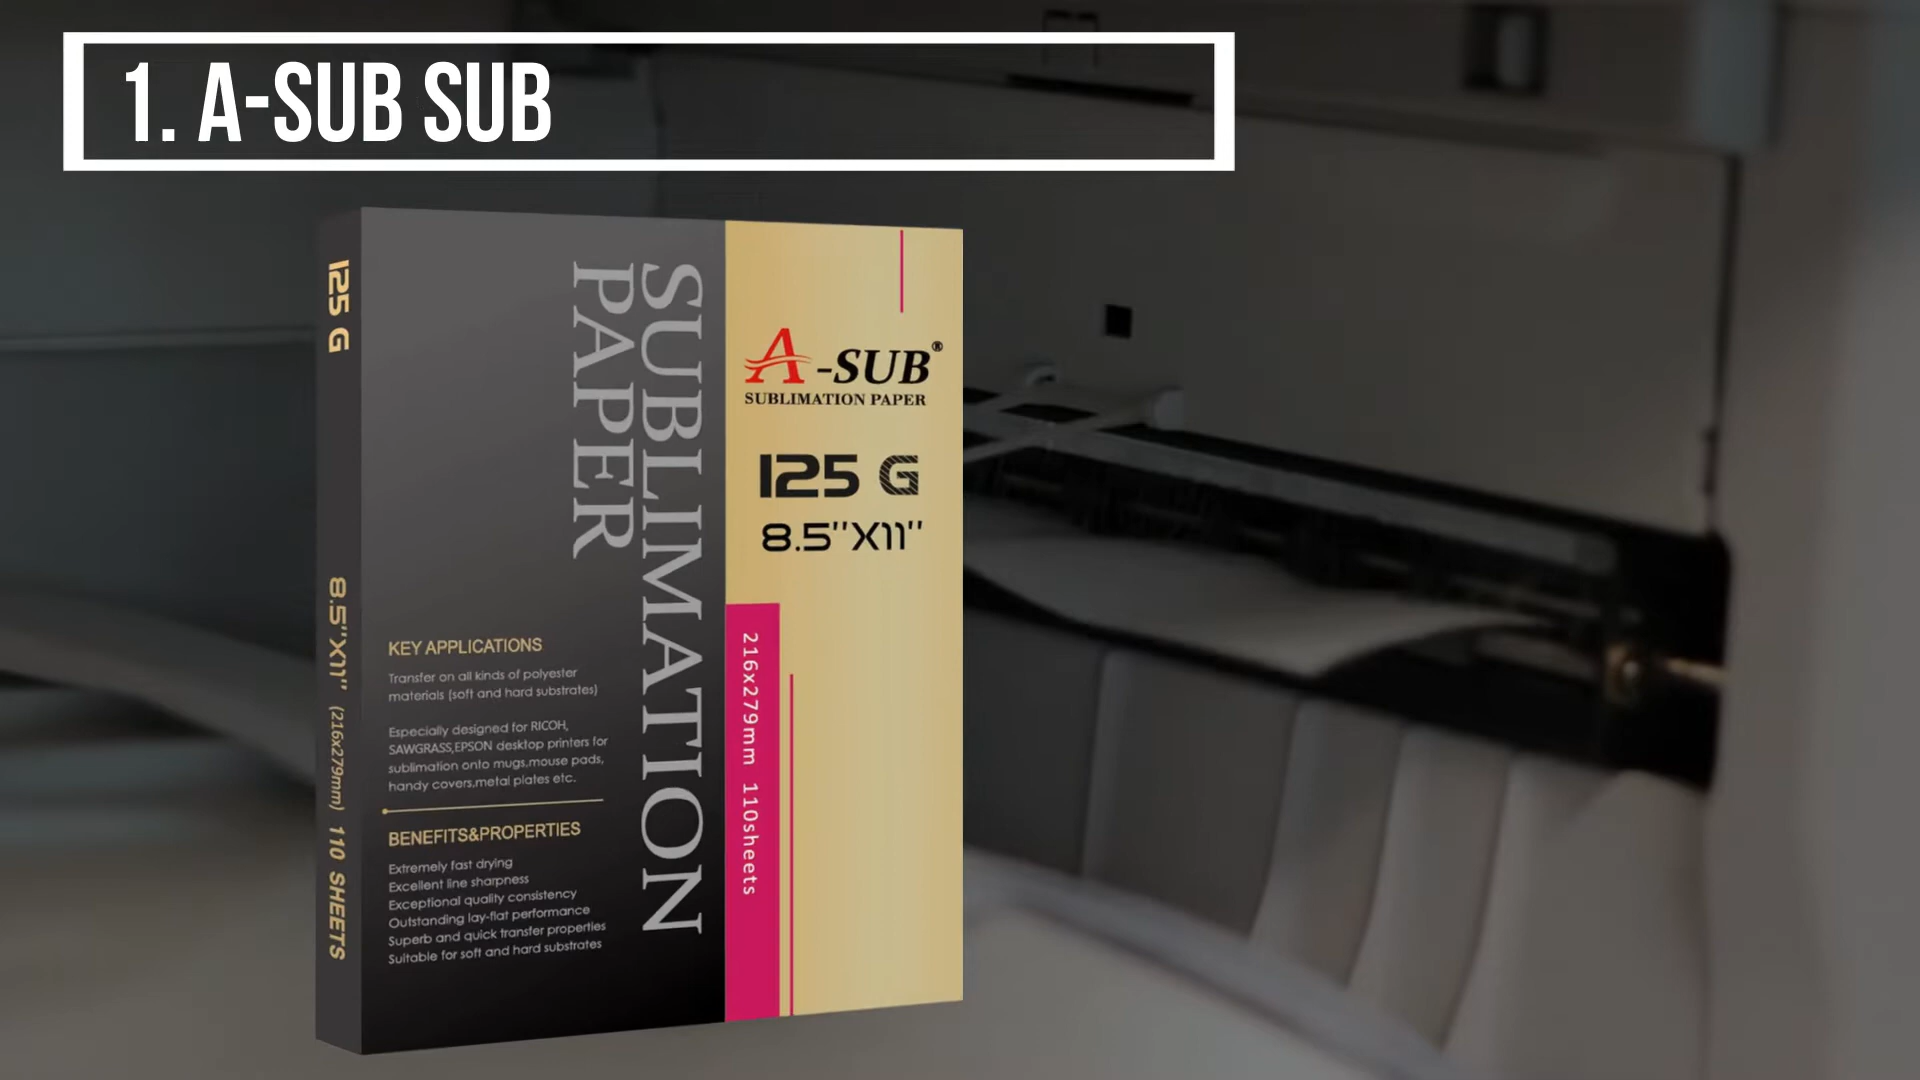 1. A-SUB SUB
125 G
8.5"X11" (216x279mm) 110 SHEETS
SUBLIMATION
PAPER
KEY APPLICATIONS
Transfer on all kinds of polyester
materials (soft and hard substrates)
Especially designed for RICOH,
SAWGRASS,EPSON desktop printers for
sublimation onto mugs,mouse pads,
handy covers,metal plates etc.
BENEFITS&PROPERTIES
Extremely fast drying
Excellent line sharpness
Exceptional quality consistency
Outstanding lay-flat performance
Superb and quick transfer properties
Suitable for soft and hard substrates
A-SUB®
SUBLIMATION PAPER
125 G
8.5''X11''
216x279mm 110sheets